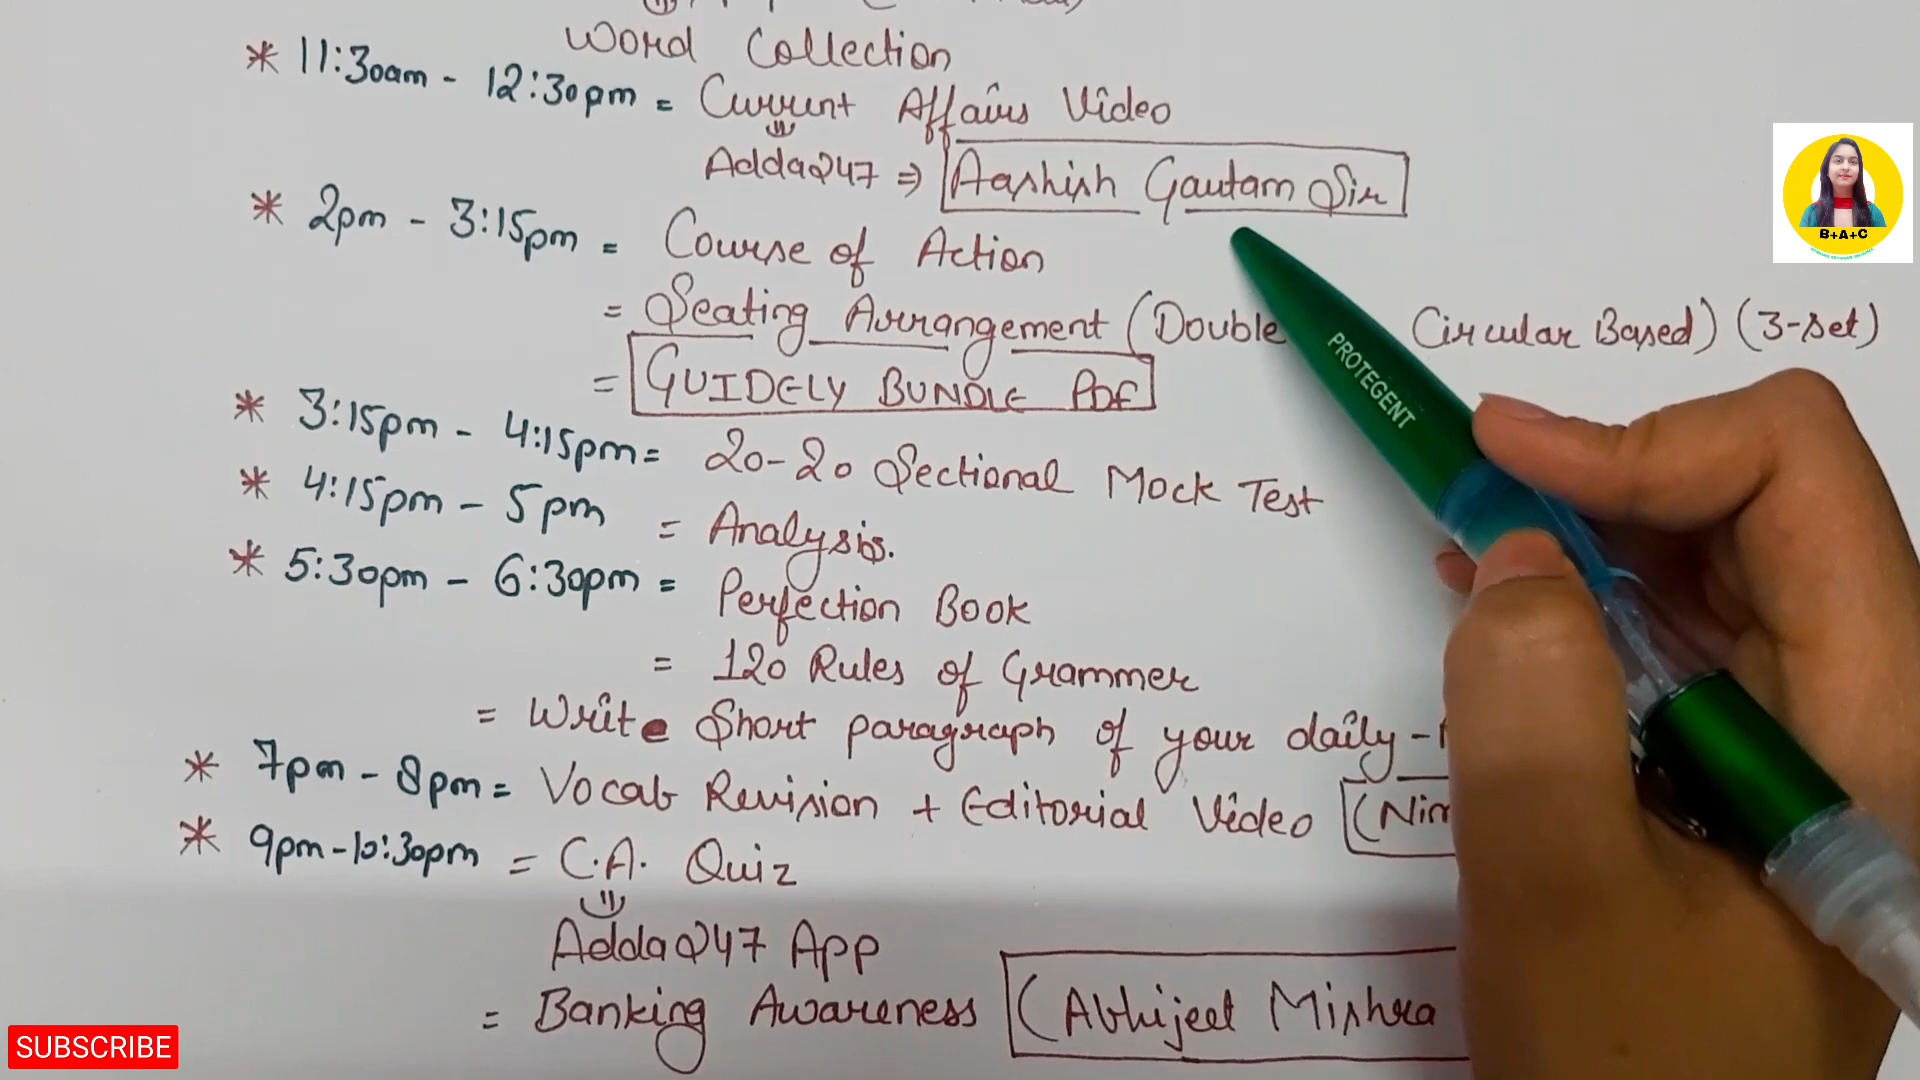 Word Collection
* 11:30am - 12:30pm = Current Affairs Video
Adda247 ⇒ Aashish Gautam Sir
* 2pm - 3:15pm = Course of Action
= Seating Arrangement (Double Circular Based) (3-set)
= GUIDELY BUNDLE PDF
* 3:15pm - 4:15pm = 20-20 Sectional Mock Test
* 4:15pm - 5pm = Analysis.
* 5:30pm - 6:30pm = Perfection Book
= 120 Rules of Grammer
= Write Short paragraph of your daily-
* 7pm - 8pm = Vocab Revision + Editorial Video
* 9pm-10:30pm = C.A. Quiz
Adda247 App
= Banking Awareness (Abhijeet Mishra
PROTEGENT
B+A+C
SUBSCRIBE